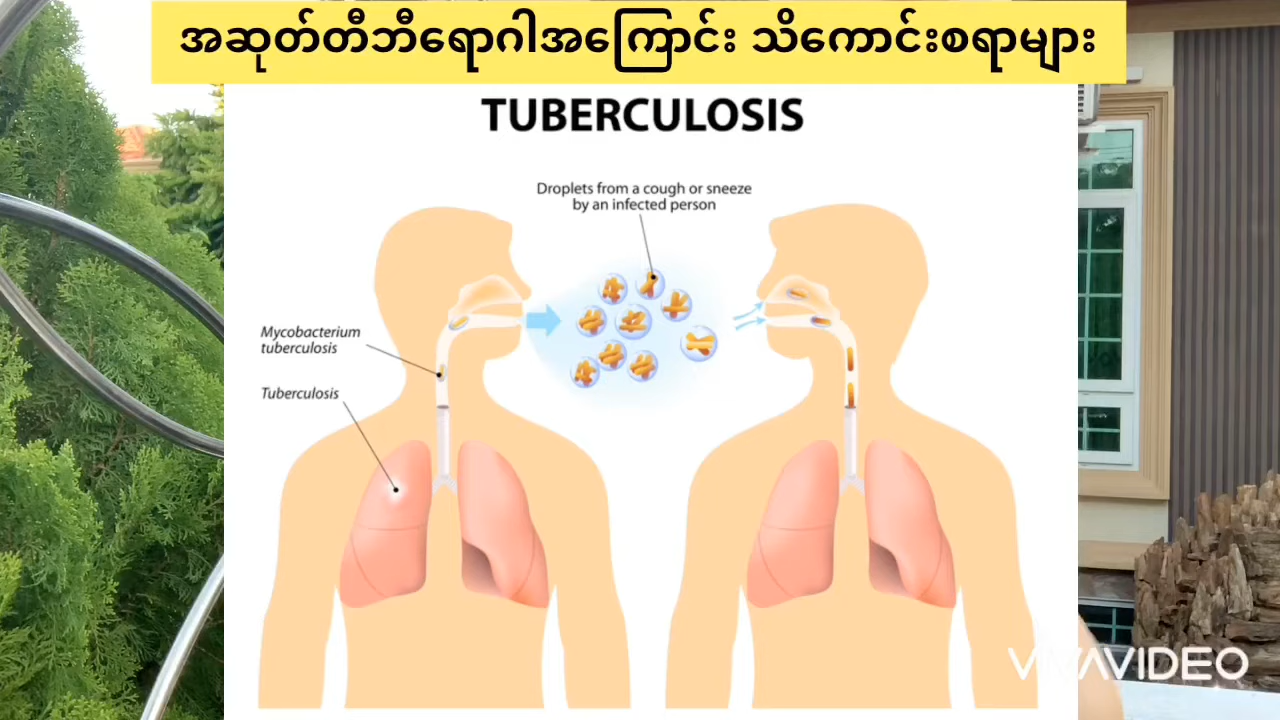 အဆုတ်တီဘီရောဂါအကြောင်း သိကောင်းစရာများ
TUBERCULOSIS
Droplets from a cough or sneeze
by an infected person
Mycobacterium
tuberculosis
Tuberculosis
VIVAVIDEO